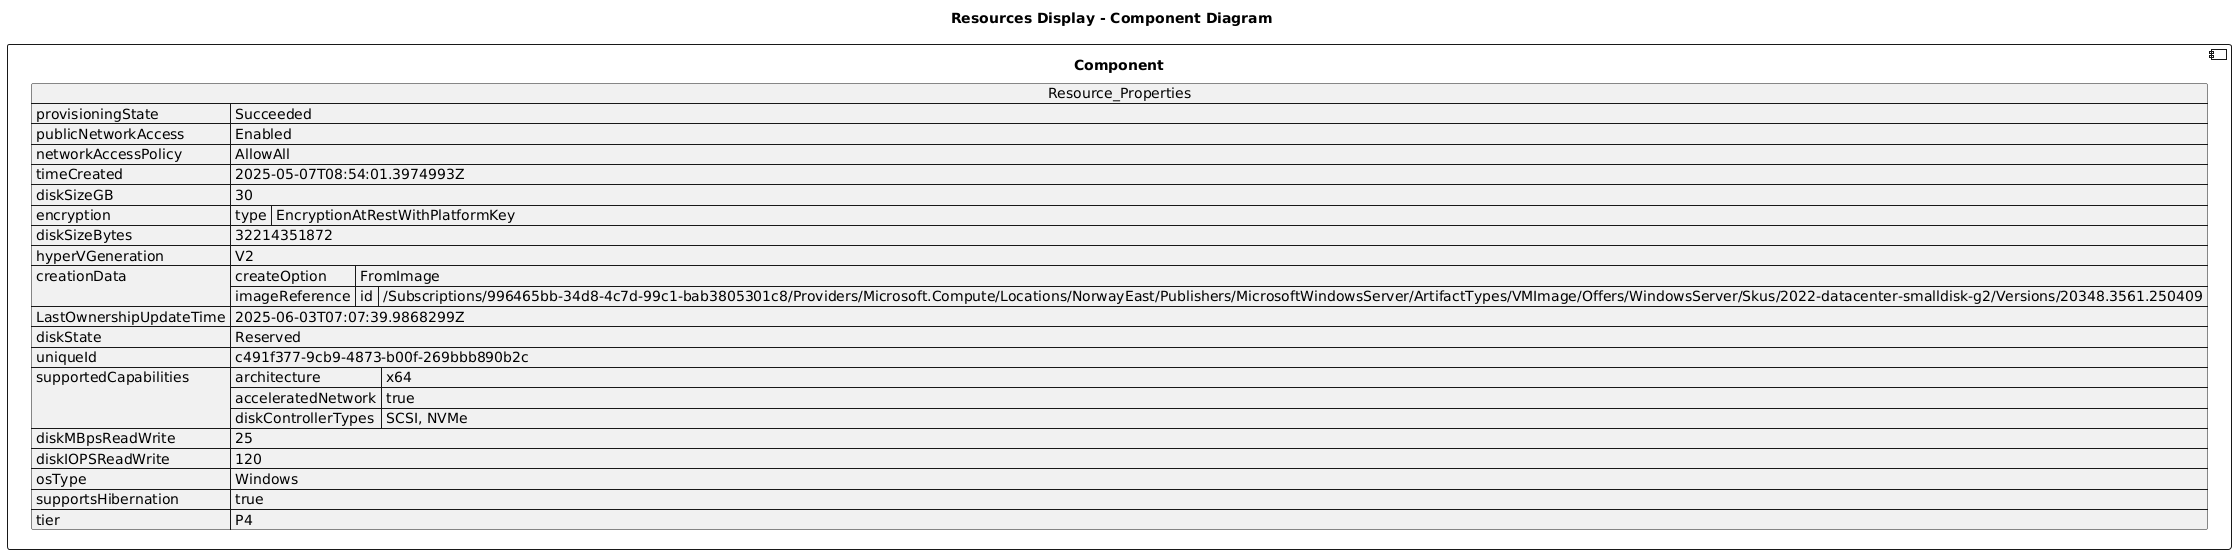 Resources Display - Component Diagram
Component
Resource_Properties
provisioningState Succeeded
publicNetworkAccess Enabled
networkAccessPolicy AllowAll
timeCreated 2025-05-07T08:54:01.3974993Z
diskSizeGB 30
encryption type EncryptionAtRestWithPlatformKey
diskSizeBytes 32214351872
hyperVGeneration V2
creationData createOption FromImage
imageReference id /Subscriptions/996465bb-34d8-4c7d-99c1-bab3805301c8/Providers/Microsoft.Compute/Locations/NorwayEast/Publishers/MicrosoftWindowsServer/ArtifactTypes/VMImage/Offers/WindowsServer/Skus/2022-datacenter-smalldisk-g2/Versions/20348.3561.250409
LastOwnershipUpdateTime 2025-06-03T07:07:39.9868299Z
diskState Reserved
uniqueId c491f377-9cb9-4873-b00f-269bbb890b2c
supportedCapabilities architecture x64
acceleratedNetwork true
diskControllerTypes SCSI, NVMe
diskMBpsReadWrite 25
diskIOPSReadWrite 120
osType Windows
supportsHibernation true
tier P4